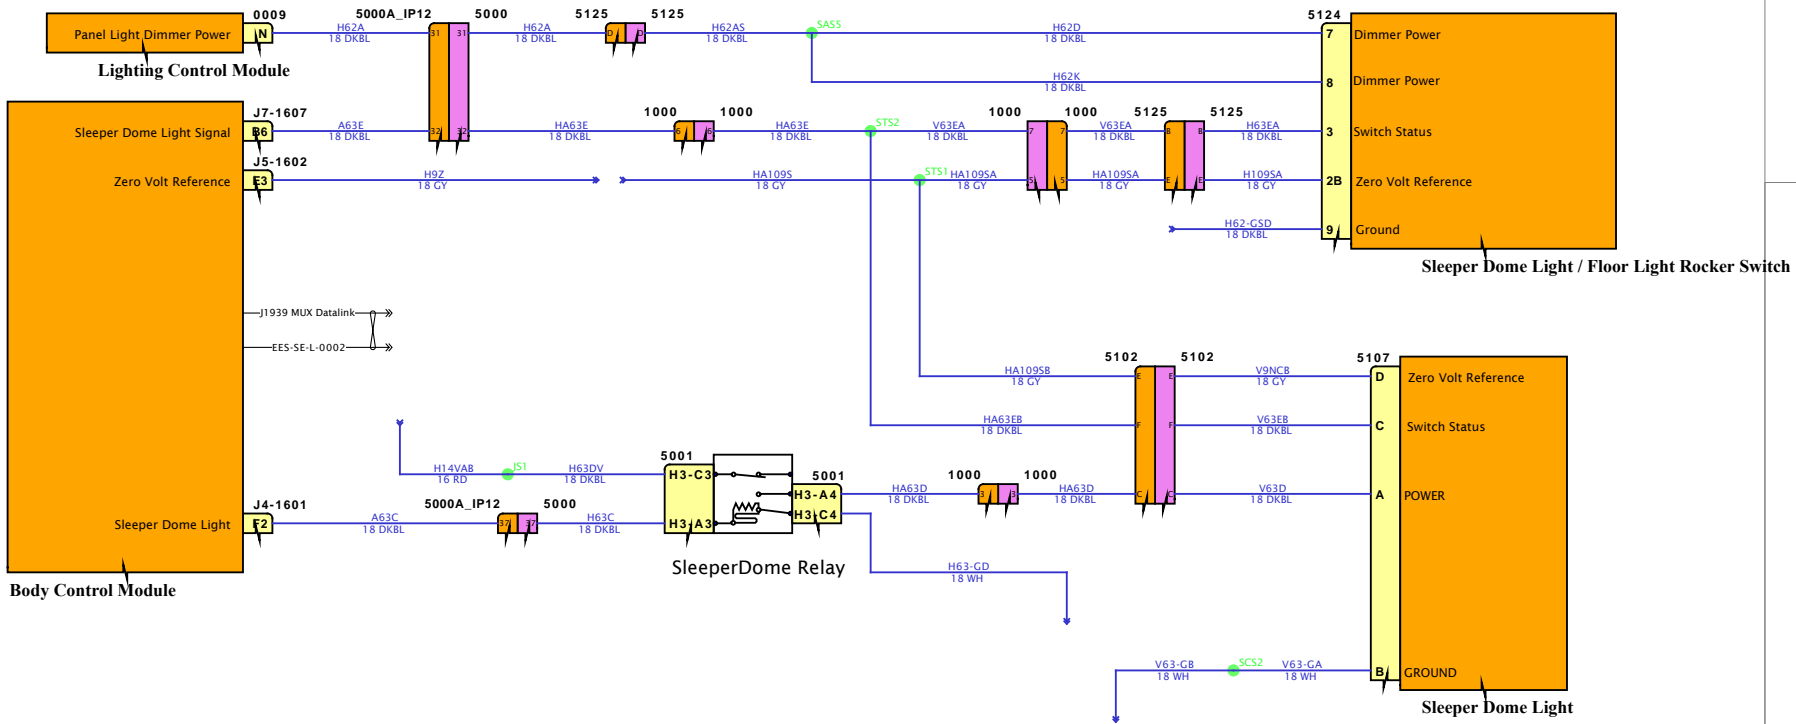 0009
5000A_IP12
5000
5125
5125
5124
Panel Light Dimmer Power
N
H62A
18 DKBL
31
31
H62A
18 DKBL
D
D
H62AS
18 DKBL
SAS5
H62D
18 DKBL
7
Dimmer Power
Lighting Control Module
H62K
18 DKBL
8
Dimmer Power
J7-1607
1000
1000
1000
1000
5125
5125
Sleeper Dome Light Signal
B6
A63E
18 DKBL
32
32
HA63E
18 DKBL
6
6
HA63E
18 DKBL
STS2
V63EA
18 DKBL
7
7
V63EA
18 DKBL
B
B
H63EA
18 DKBL
3
Switch Status
J5-1602
Zero Volt Reference
E3
H9Z
18 GY
HA109S
18 GY
STS1
HA109SA
18 GY
S
S
HA109SA
18 GY
E
E
H109SA
18 GY
2B
Zero Volt Reference
H62-GSD
18 DKBL
9
Ground
Sleeper Dome Light / Floor Light Rocker Switch
J1939 MUX Datalink
EES-SE-L-0002
5102
5102
5107
HA109SB
18 GY
E
E
V9NCB
18 GY
D
Zero Volt Reference
HA63EB
18 DKBL
F
F
V63EB
18 DKBL
C
Switch Status
H14VAB
16 RD
JS1
H63DV
18 DKBL
5001
H3-C3
5001
H3-A4
HA63D
18 DKBL
1000
1000
3
3
HA63D
18 DKBL
C
C
V63D
18 DKBL
A
POWER
J4-1601
5000A_IP12
5000
Sleeper Dome Light
F2
A63C
18 DKBL
37
37
H63C
18 DKBL
H3-A3
H3-C4
SleeperDome Relay
H63-GD
18 WH
Body Control Module
V63-GB
18 WH
SCS2
V63-GA
18 WH
B
GROUND
Sleeper Dome Light